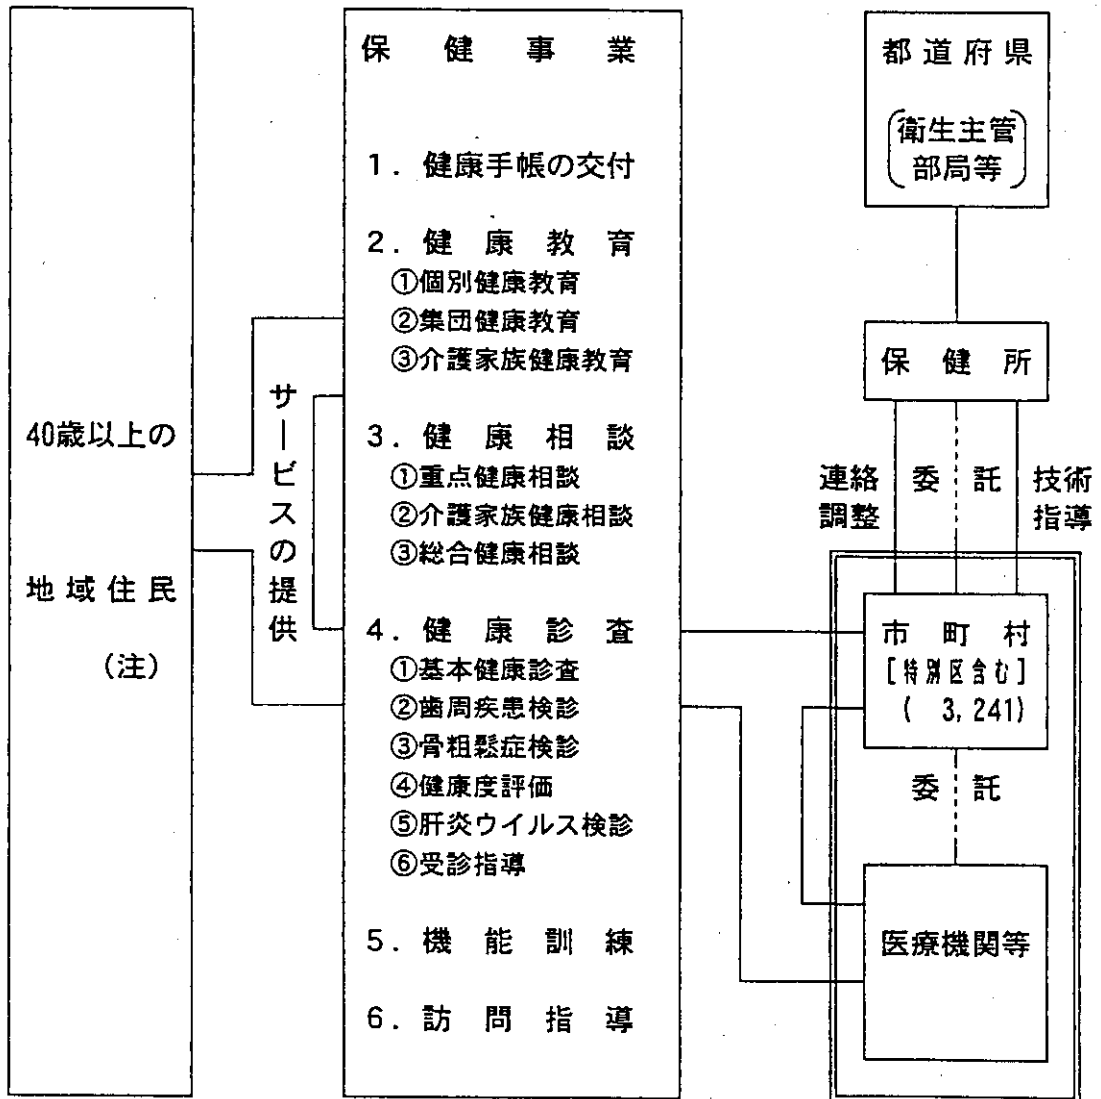 40歳以上の
地域住民
(注)
サービスの提供
保健事業
1. 健康手帳の交付
2. 健康教育
①個別健康教育
②集団健康教育
③介護家族健康教育
3. 健康相談
①重点健康相談
②介護家族健康相談
③総合健康相談
4. 健康診査
①基本健康診査
②歯周疾患検診
③骨粗鬆症検診
④健康度評価
⑤肝炎ウイルス検診
⑥受診指導
5. 機能訓練
6. 訪問指導
都道府県
衛生主管
部局等
保健所
連絡
調整
委託
技術
指導
市町村
[特別区含む]
( 3,241)
委託
医療機関等